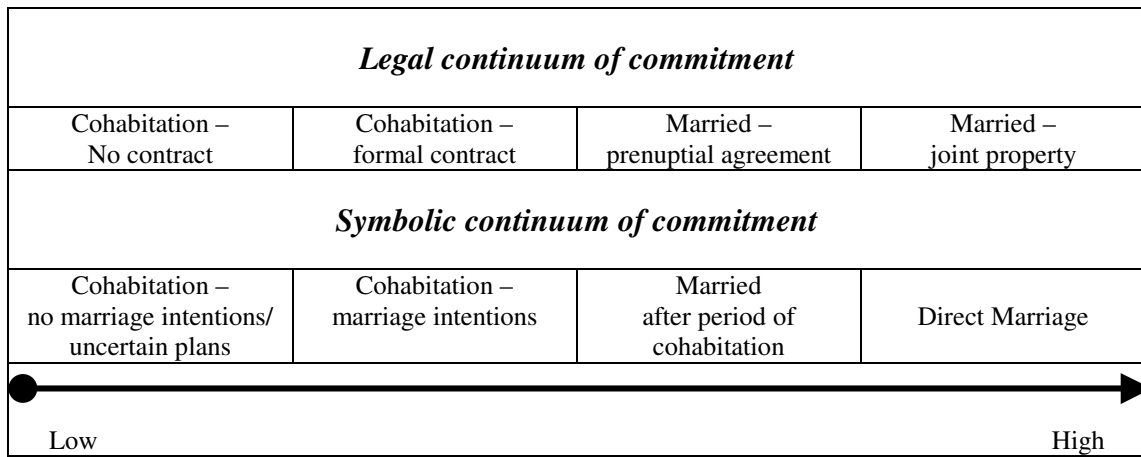 Legal continuum of commitment
Cohabitation –
No contract
Cohabitation –
formal contract
Married –
prenuptial agreement
Married –
joint property
Symbolic continuum of commitment
Cohabitation –
no marriage intentions/
uncertain plans
Cohabitation –
marriage intentions
Married
after period of
cohabitation
Direct Marriage
Low
High